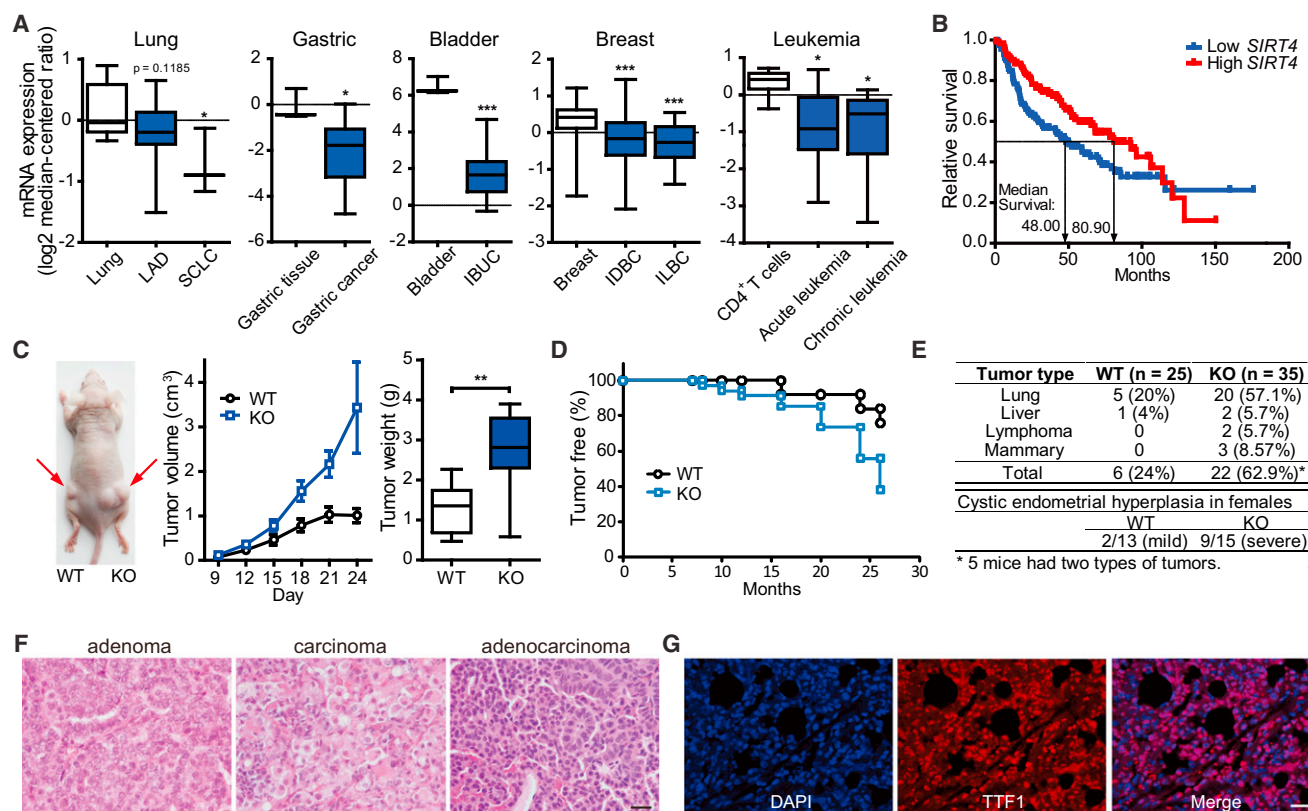 A
mRNA expression
(log2 median-centered ratio)
Lung
p = 0.1185
*
1
0
-1
-2
Lung
LAD
SCLC
Gastric
*
2
0
-2
-4
-6
Gastric tissue
Gastric cancer
Bladder
***
8
6
4
2
0
-2
Bladder
IBUC
Breast
***
***
2
1
0
-1
-2
-3
Breast
IDBC
ILBC
Leukemia
*
*
1
0
-1
-2
-3
-4
CD4+ T cells
Acute leukemia
Chronic leukemia
B
Relative survival
1.0
0.8
0.6
0.4
0.2
0.0
Low SIRT4
High SIRT4
Median
Survival:
48.00
80.90
0 50 100 150 200
Months
C
WT KO
Tumor volume (cm3)
4
3
2
1
0
WT
KO
9 12 15 18 21 24
Day
Tumor weight (g)
5
4
3
2
1
0
**
WT KO
D
Tumor free (%)
100
80
60
40
20
0
WT
KO
0 5 10 15 20 25 30
Months
E
Tumor type WT (n = 25) KO (n = 35)
Lung 5 (20%) 20 (57.1%)
Liver 1 (4%) 2 (5.7%)
Lymphoma 0 2 (5.7%)
Mammary 0 3 (8.57%)
Total 6 (24%) 22 (62.9%)*
Cystic endometrial hyperplasia in females
WT KO
2/13 (mild) 9/15 (severe)
* 5 mice had two types of tumors.
F
adenoma carcinoma adenocarcinoma
G
DAPI TTF1 Merge